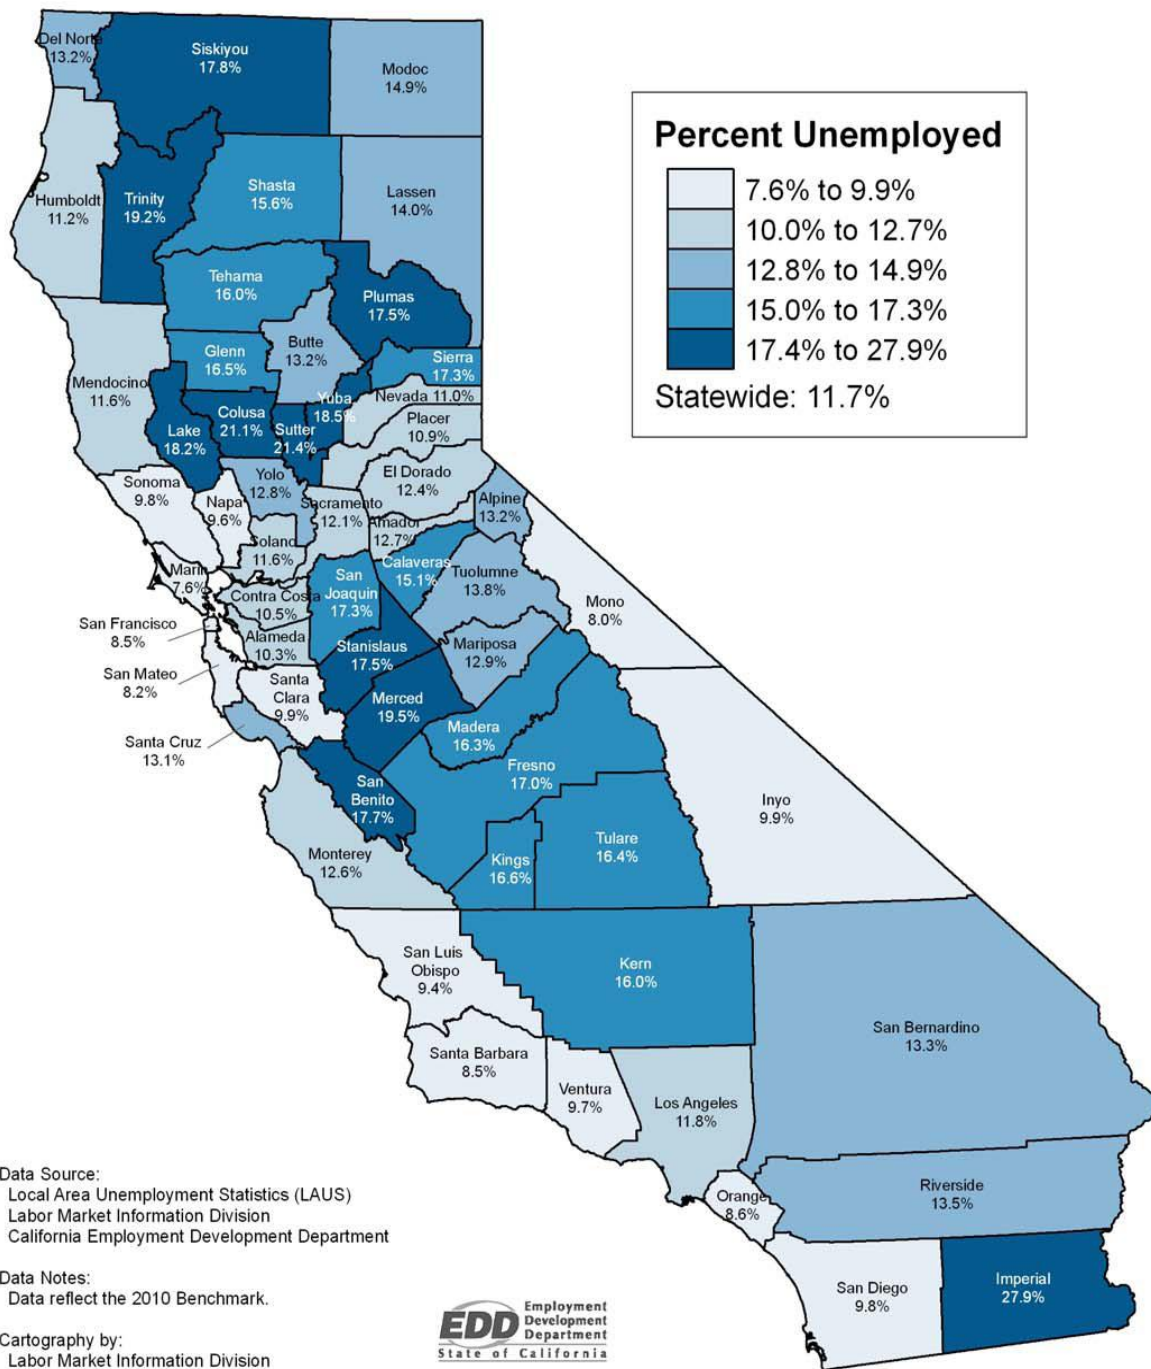 Del Norte
13.2%
Siskiyou
17.8%
Modoc
14.9%
Percent Unemployed
7.6% to 9.9%
10.0% to 12.7%
12.8% to 14.9%
15.0% to 17.3%
17.4% to 27.9%
Statewide: 11.7%
Humboldt
11.2%
Trinity
19.2%
Shasta
15.6%
Lassen
14.0%
Tehama
16.0%
Plumas
17.5%
Glenn
16.5%
Butte
13.2%
Sierra
17.3%
Mendocino
11.6%
Lake
18.2%
Colusa
21.1%
Sutter
21.4%
Yuba
18.5%
Nevada 11.0%
Placer
10.9%
El Dorado
12.4%
Sonoma
9.8%
Napa
9.6%
Yolo
12.8%
Sacramento
12.1%
Amador
12.7%
Alpine
13.2%
Solano
11.6%
Marin
7.6%
Contra Costa
10.5%
San
Joaquin
17.3%
Calaveras
15.1%
Tuolumne
13.8%
Mono
8.0%
San Francisco
8.5%
Alameda
10.3%
Stanislaus
17.5%
Mariposa
12.9%
San Mateo
8.2%
Santa
Clara
9.9%
Merced
19.5%
Madera
16.3%
Santa Cruz
13.1%
Fresno
17.0%
San
Benito
17.7%
Inyo
9.9%
Monterey
12.6%
Kings
16.6%
Tulare
16.4%
San Luis
Obispo
9.4%
Kern
16.0%
San Bernardino
13.3%
Santa Barbara
8.5%
Ventura
9.7%
Los Angeles
11.8%
Orange
8.6%
Riverside
13.5%
San Diego
9.8%
Imperial
27.9%
Data Source:
Local Area Unemployment Statistics (LAUS)
Labor Market Information Division
California Employment Development Department
Data Notes:
Data reflect the 2010 Benchmark.
Cartography by:
Labor Market Information Division
EDD
Employment
Development
Department
State of California